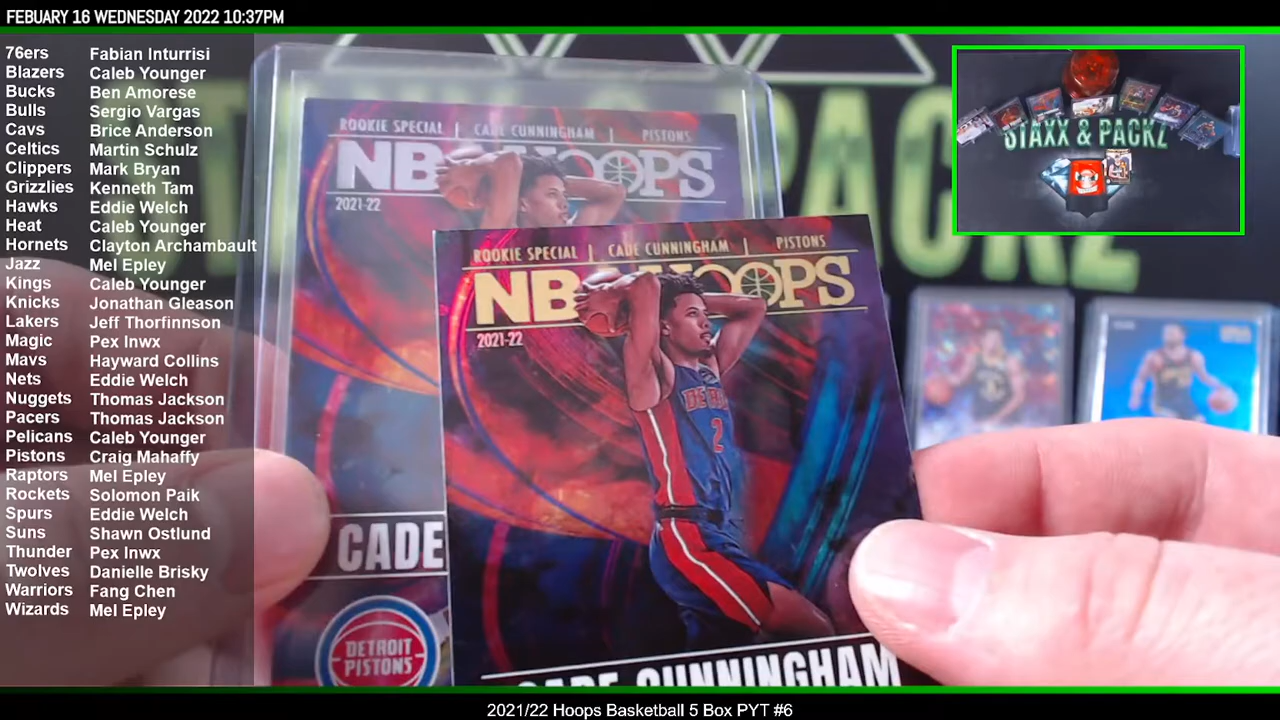 FEBUARY 16 WEDNESDAY 2022 10:37PM
76ers Fabian Inturrisi
Blazers Caleb Younger
Bucks Ben Amorese
Bulls Sergio Vargas
Cavs Brice Anderson
Celtics Martin Schulz
Clippers Mark Bryan
Grizzlies Kenneth Tam
Hawks Eddie Welch
Heat Caleb Younger
Hornets Clayton Archambault
Jazz Mel Epley
Kings Caleb Younger
Knicks Jonathan Gleason
Lakers Jeff Thorfinnson
Magic Pex Inwx
Mavs Hayward Collins
Nets Eddie Welch
Nuggets Thomas Jackson
Pacers Thomas Jackson
Pelicans Caleb Younger
Pistons Craig Mahaffy
Raptors Mel Epley
Rockets Solomon Paik
Spurs Eddie Welch
Suns Shawn Ostlund
Thunder Pex Inwx
Twolves Danielle Brisky
Warriors Fang Chen
Wizards Mel Epley
ROOKIE SPECIAL | CADE CUNNINGHAM | PISTONS
NBA HOOPS
2021-22
CADE
DETROIT
PISTONS
ROOKIE SPECIAL | CADE CUNNINGHAM | PISTONS
NBA HOOPS
2021-22
2
CADE CUNNINGHAM
STAXX & PACKZ
2021/22 Hoops Basketball 5 Box PYT #6